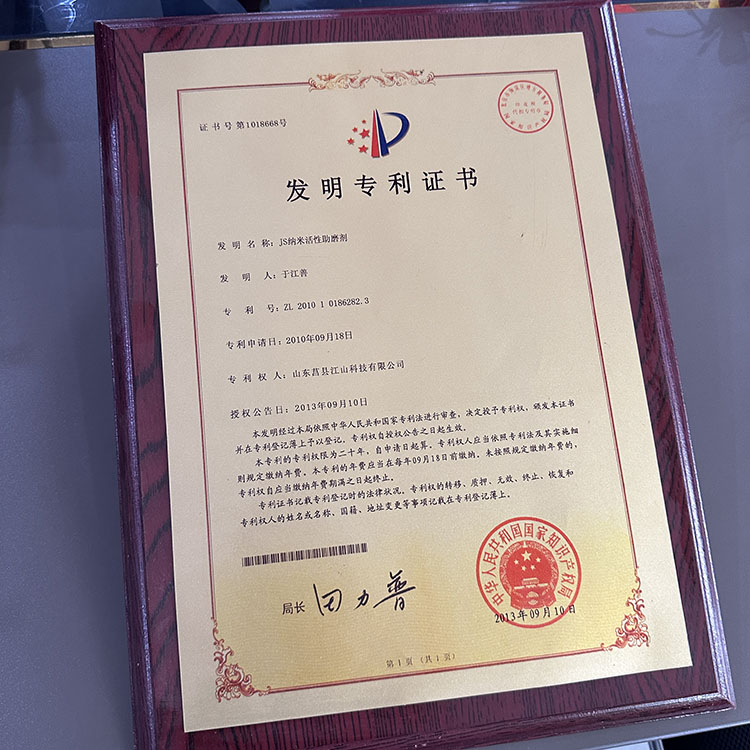 证书号第1018668号
发明专利证书
发明名称：JS纳米活性助磨剂
发明人：于江善
专利号：ZL 2010 1 0186282.3
专利申请日：2010年09月18日
专利权人：山东莒县江山科技有限公司
授权公告日：2013年09月10日
本发明经过本局依照中华人民共和国专利法进行审查，决定授予专利权，颁发本证书
并在专利登记簿上予以登记。专利权自授权公告之日起生效。
本专利的专利权限为二十年，自申请日起算。专利权人应当依照专利法及其实施细
则规定缴纳年费。本专利的年费应当在每年09月18日前缴纳。未按照规定缴纳年费的，
专利权自应当缴纳年费期满之日起终止。
专利证书记载专利登记时的法律状况。专利权的转移、质押、无效、终止、恢复和
专利权人的姓名或名称、国籍、地址变更等事项记载在专利登记簿上。
局长
田力普
中华人民共和国国家知识产权局
2013年09月10日
第1页（共1页）